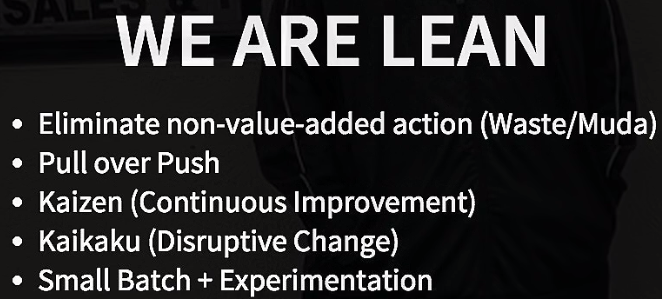 SALES &
WE ARE LEAN
• Eliminate non-value-added action (Waste/Muda)
• Pull over Push
• Kaizen (Continuous Improvement)
• Kaikaku (Disruptive Change)
• Small Batch + Experimentation